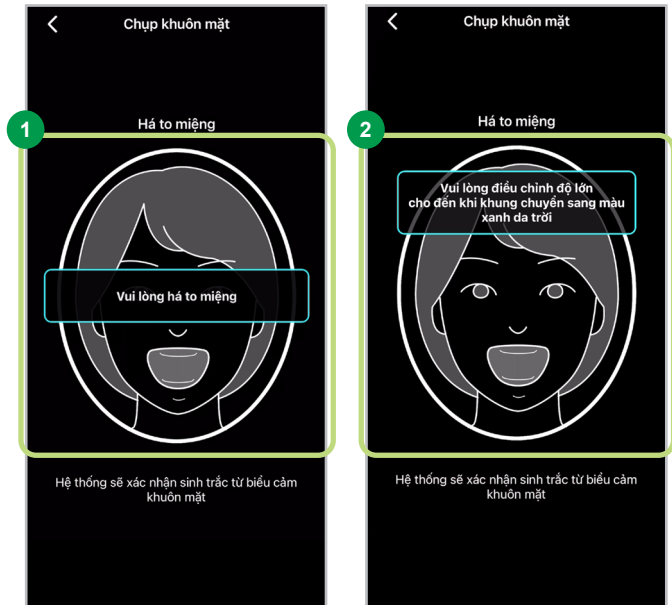 Chụp khuôn mặt
1
Há to miệng
Vui lòng há to miệng
Hệ thống sẽ xác nhận sinh trắc từ biểu cảm
khuôn mặt
Chụp khuôn mặt
2
Há to miệng
Vui lòng điều chỉnh độ lớn
cho đến khi khung chuyển sang màu
xanh da trời
Hệ thống sẽ xác nhận sinh trắc từ biểu cảm
khuôn mặt